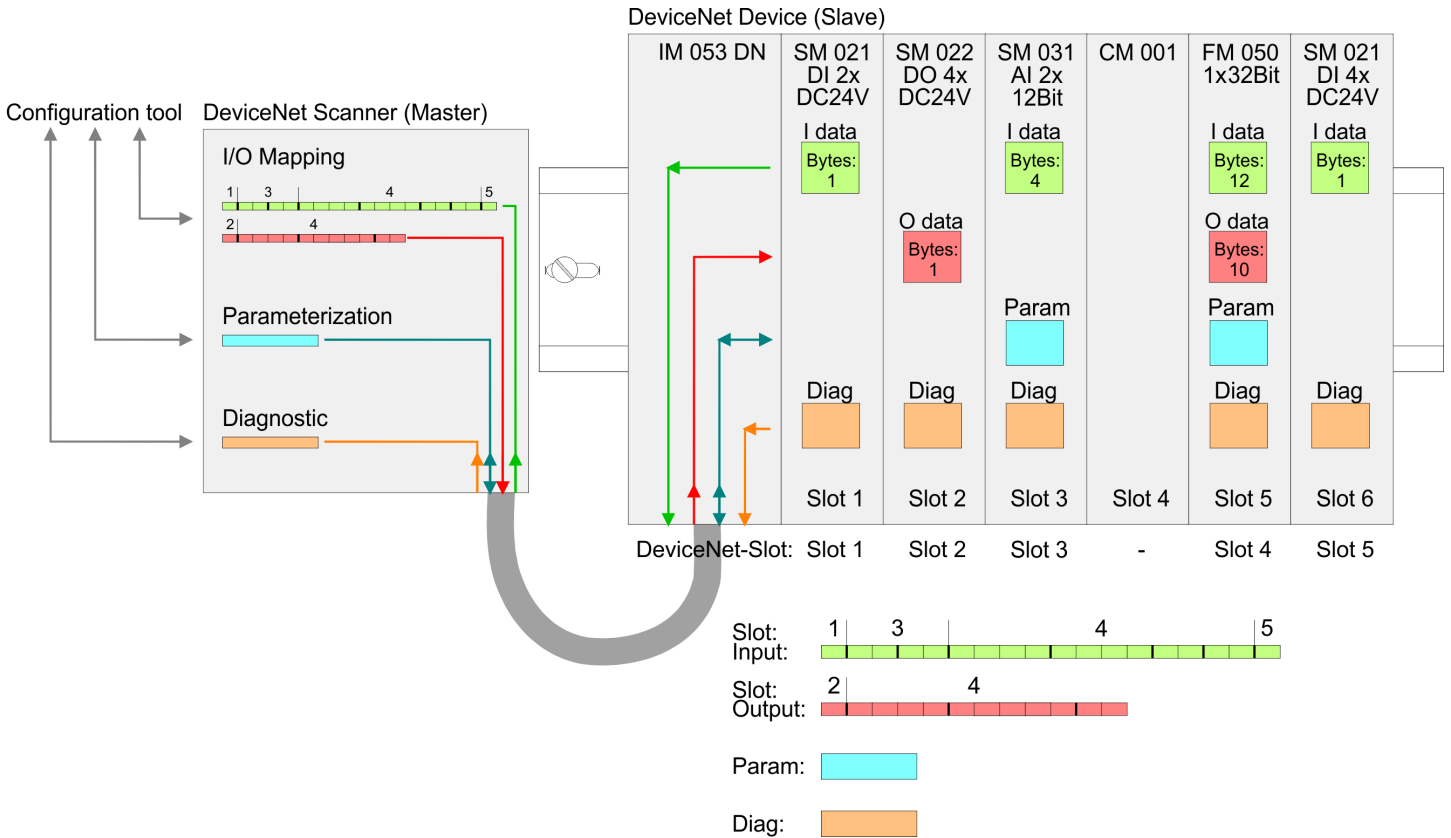 DeviceNet Device (Slave)
IM 053 DN
SM 021
DI 2x
DC24V
SM 022
DO 4x
DC24V
SM 031
AI 2x
12Bit
CM 001
FM 050
1x32Bit
SM 021
DI 4x
DC24V
Configuration tool
DeviceNet Scanner (Master)
I/O Mapping
1 3 4 5
2 4
Parameterization
Diagnostic
I data
Bytes:
1
I data
Bytes:
4
I data
Bytes:
12
I data
Bytes:
1
O data
Bytes:
1
O data
Bytes:
10
Param
Param
Diag
Diag
Diag
Diag
Diag
Slot 1
Slot 2
Slot 3
Slot 4
Slot 5
Slot 6
DeviceNet-Slot: Slot 1 Slot 2 Slot 3 - Slot 4 Slot 5
Slot: 1 3 4 5
Input:
Slot: 2 4
Output:
Param:
Diag: